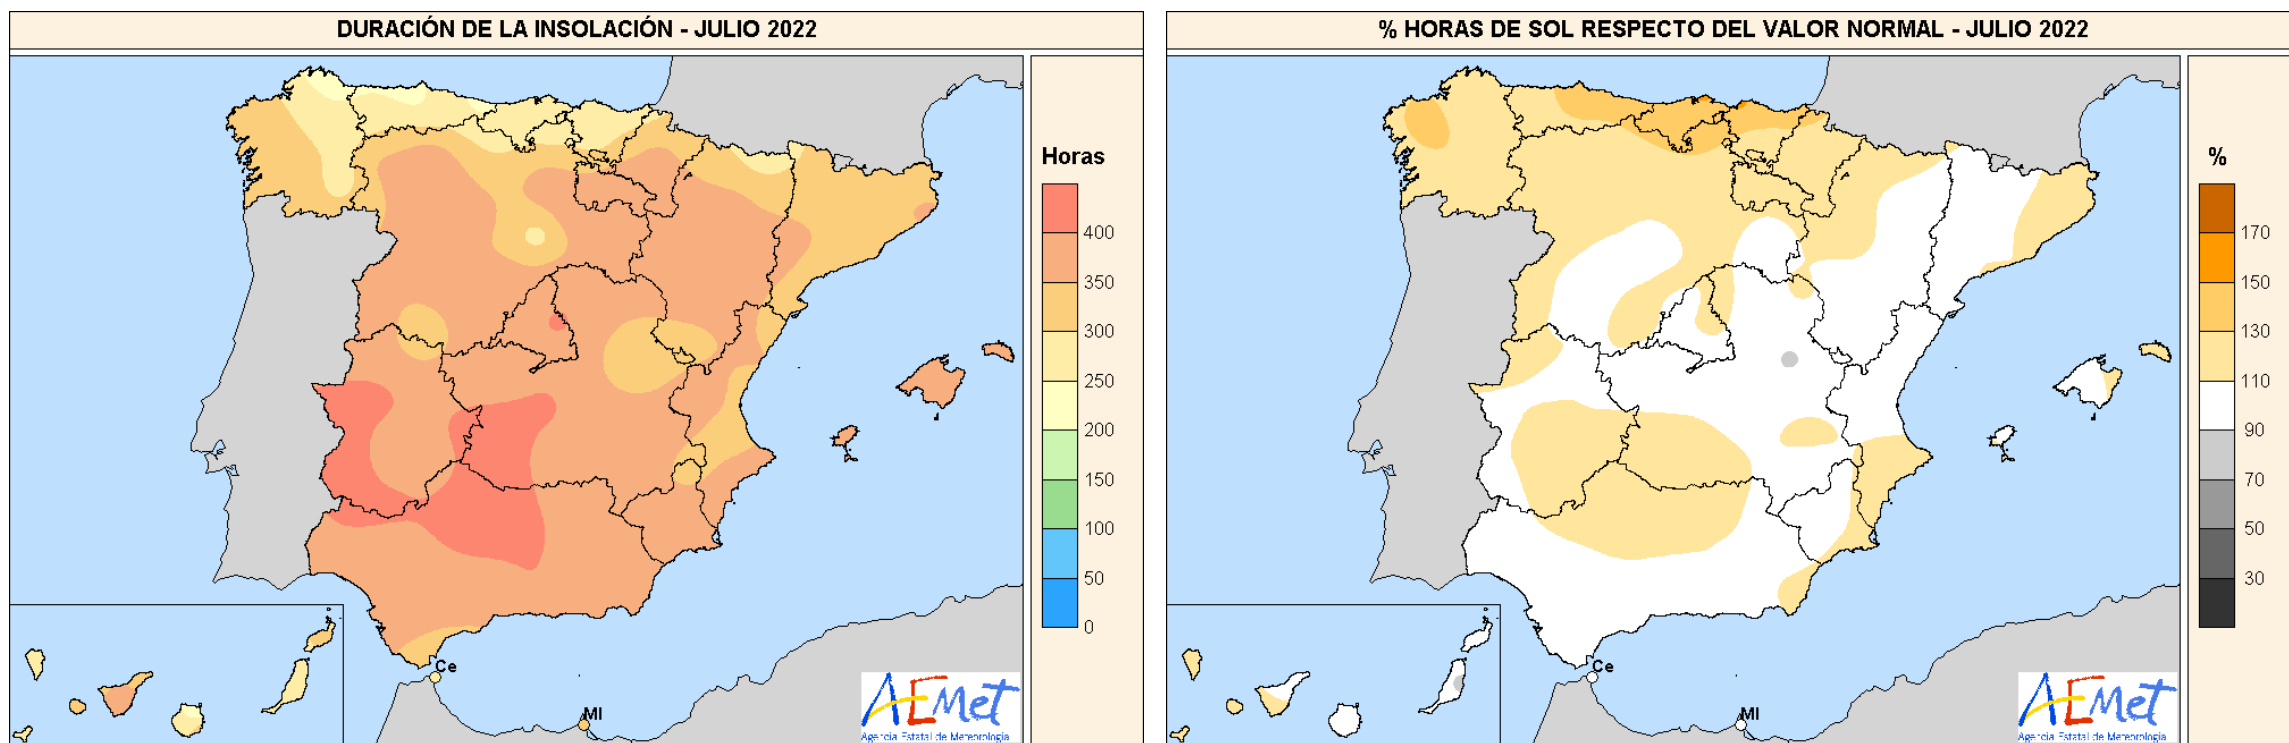 DURACIÓN DE LA INSOLACIÓN - JULIO 2022
Horas
400
350
300
250
200
150
100
50
0
Ce
Ml
AEMet
Agencia Estatal de Meteorología
% HORAS DE SOL RESPECTO DEL VALOR NORMAL - JULIO 2022
%
170
150
130
110
90
70
50
30
Ce
Ml
AEMet
Agencia Estatal de Meteorología